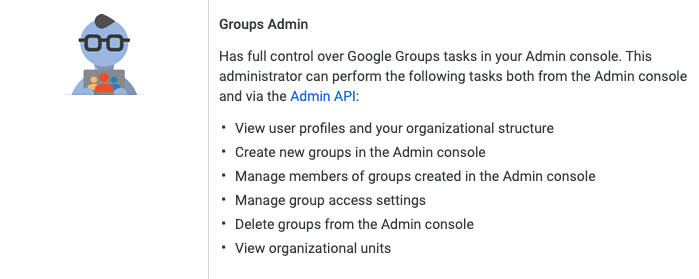 Groups Admin
Has full control over Google Groups tasks in your Admin console. This
administrator can perform the following tasks both from the Admin console
and via the Admin API:
• View user profiles and your organizational structure
• Create new groups in the Admin console
• Manage members of groups created in the Admin console
• Manage group access settings
• Delete groups from the Admin console
• View organizational units